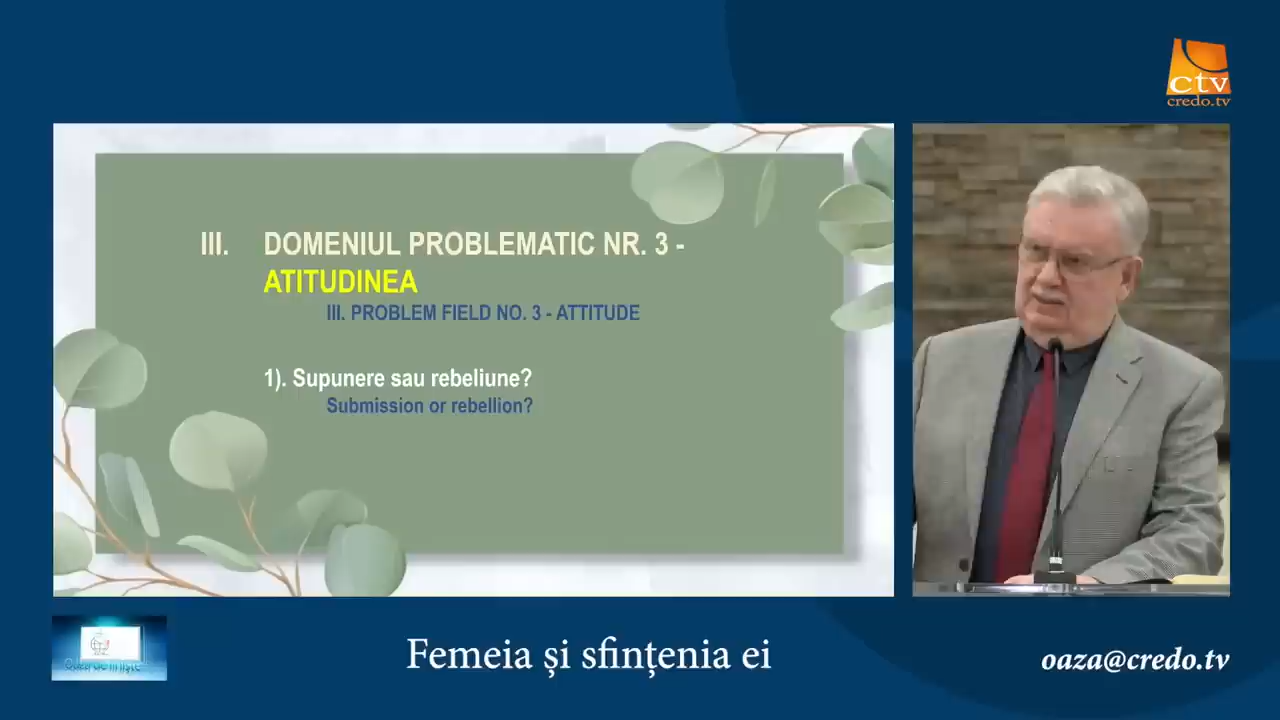 ctv
credo.tv
III. DOMENIUL PROBLEMATIC NR. 3 -
ATITUDINEA
III. PROBLEM FIELD NO. 3 - ATTITUDE
1). Supunere sau rebeliune?
Submission or rebellion?
Femeia și sfințenia ei
oaza@credo.tv